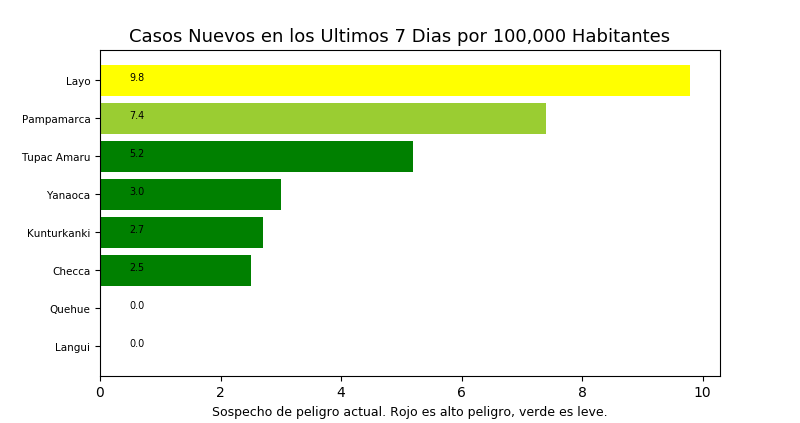 Casos Nuevos en los Ultimos 7 Dias por 100,000 Habitantes
Layo 9.8
Pampamarca 7.4
Tupac Amaru 5.2
Yanaoca 3.0
Kunturkanki 2.7
Checca 2.5
Quehue 0.0
Langui 0.0
0 2 4 6 8 10
Sospecho de peligro actual. Rojo es alto peligro, verde es leve.